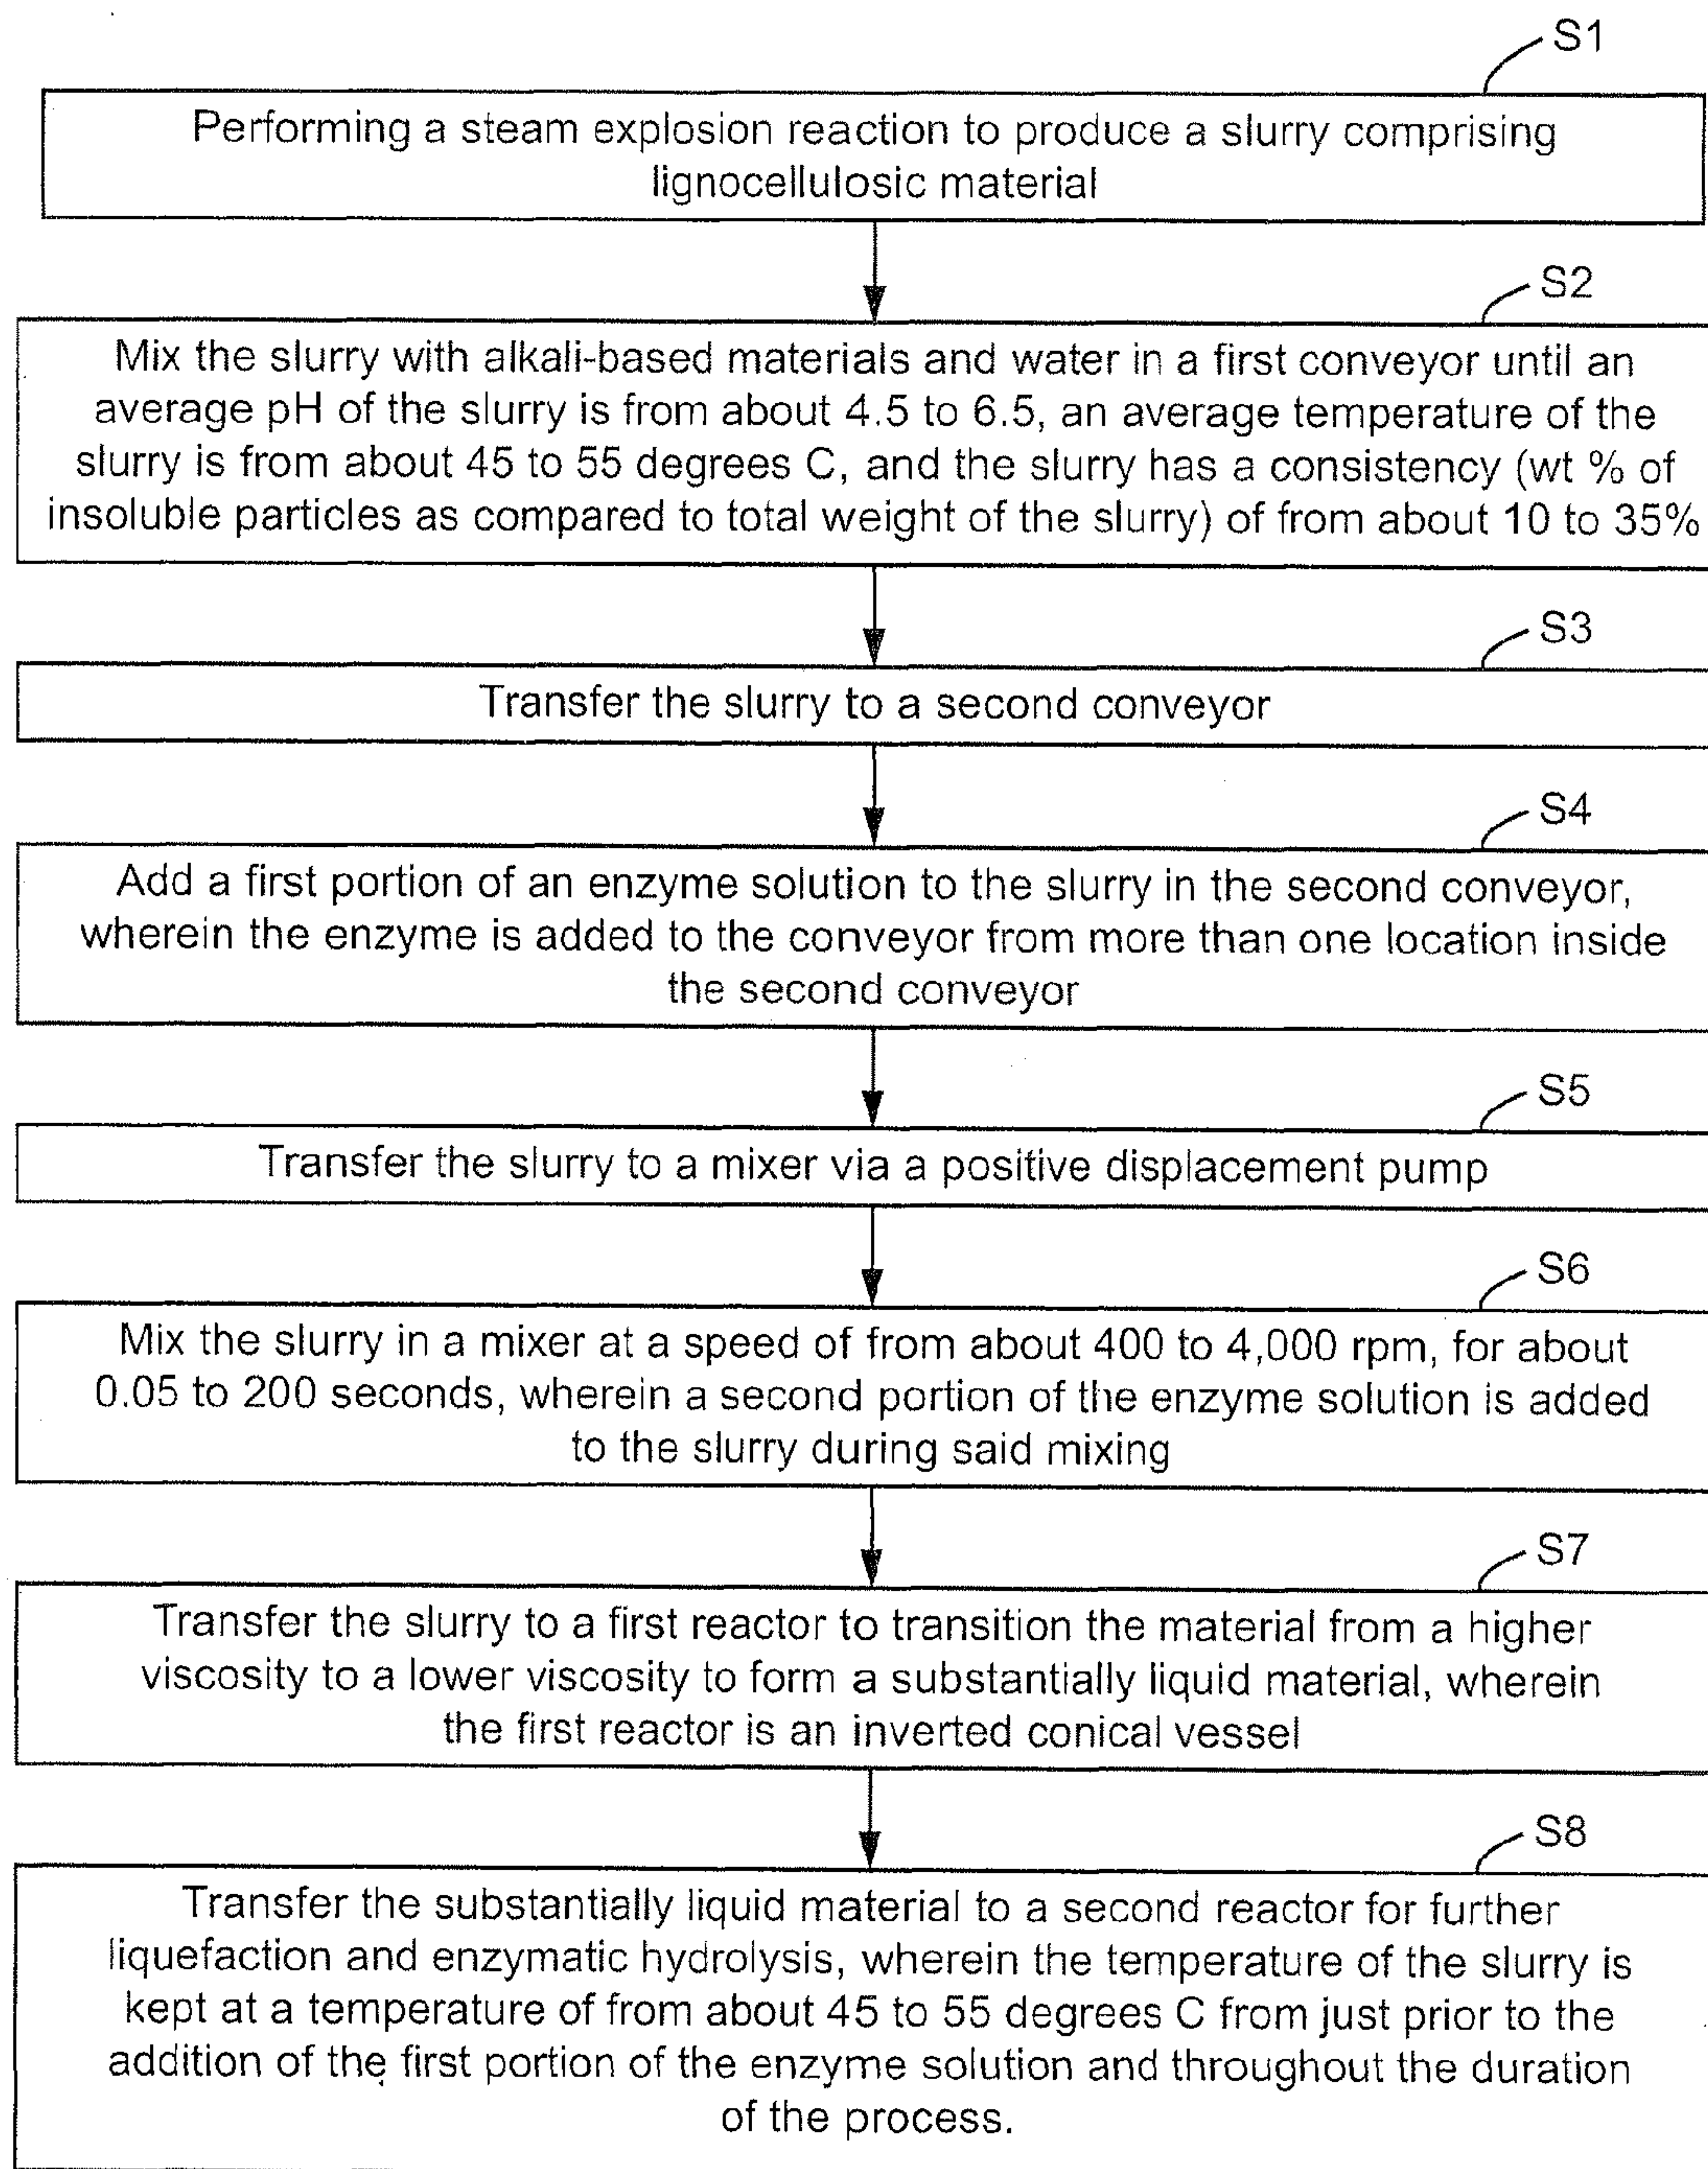 S1
Performing a steam explosion reaction to produce a slurry comprising
lignocellulosic material
S2
Mix the slurry with alkali-based materials and water in a first conveyor until an
average pH of the slurry is from about 4.5 to 6.5, an average temperature of the
slurry is from about 45 to 55 degrees C, and the slurry has a consistency (wt % of
insoluble particles as compared to total weight of the slurry) of from about 10 to 35%
S3
Transfer the slurry to a second conveyor
S4
Add a first portion of an enzyme solution to the slurry in the second conveyor,
wherein the enzyme is added to the conveyor from more than one location inside
the second conveyor
S5
Transfer the slurry to a mixer via a positive displacement pump
S6
Mix the slurry in a mixer at a speed of from about 400 to 4,000 rpm, for about
0.05 to 200 seconds, wherein a second portion of the enzyme solution is added
to the slurry during said mixing
S7
Transfer the slurry to a first reactor to transition the material from a higher
viscosity to a lower viscosity to form a substantially liquid material, wherein
the first reactor is an inverted conical vessel
S8
Transfer the substantially liquid material to a second reactor for further
liquefaction and enzymatic hydrolysis, wherein the temperature of the slurry is
kept at a temperature of from about 45 to 55 degrees C from just prior to the
addition of the first portion of the enzyme solution and throughout the duration
of the process.